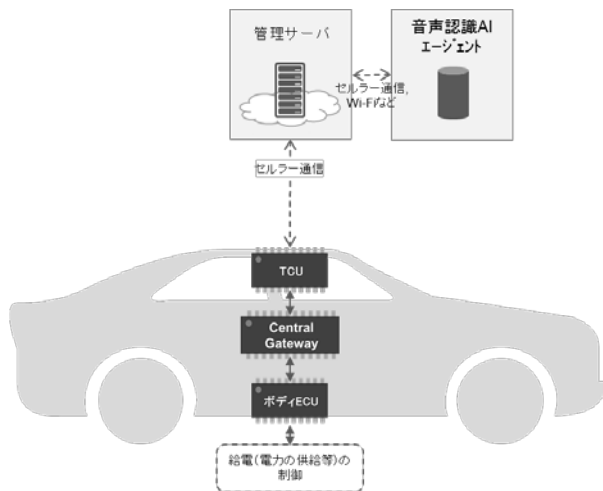 管理サーバ
音声認識AI
エージェント
セルラー通信,
Wi-Fiなど
セルラー通信
TCU
Central
Gateway
ボディECU
給電(電力の供給等)の
制御